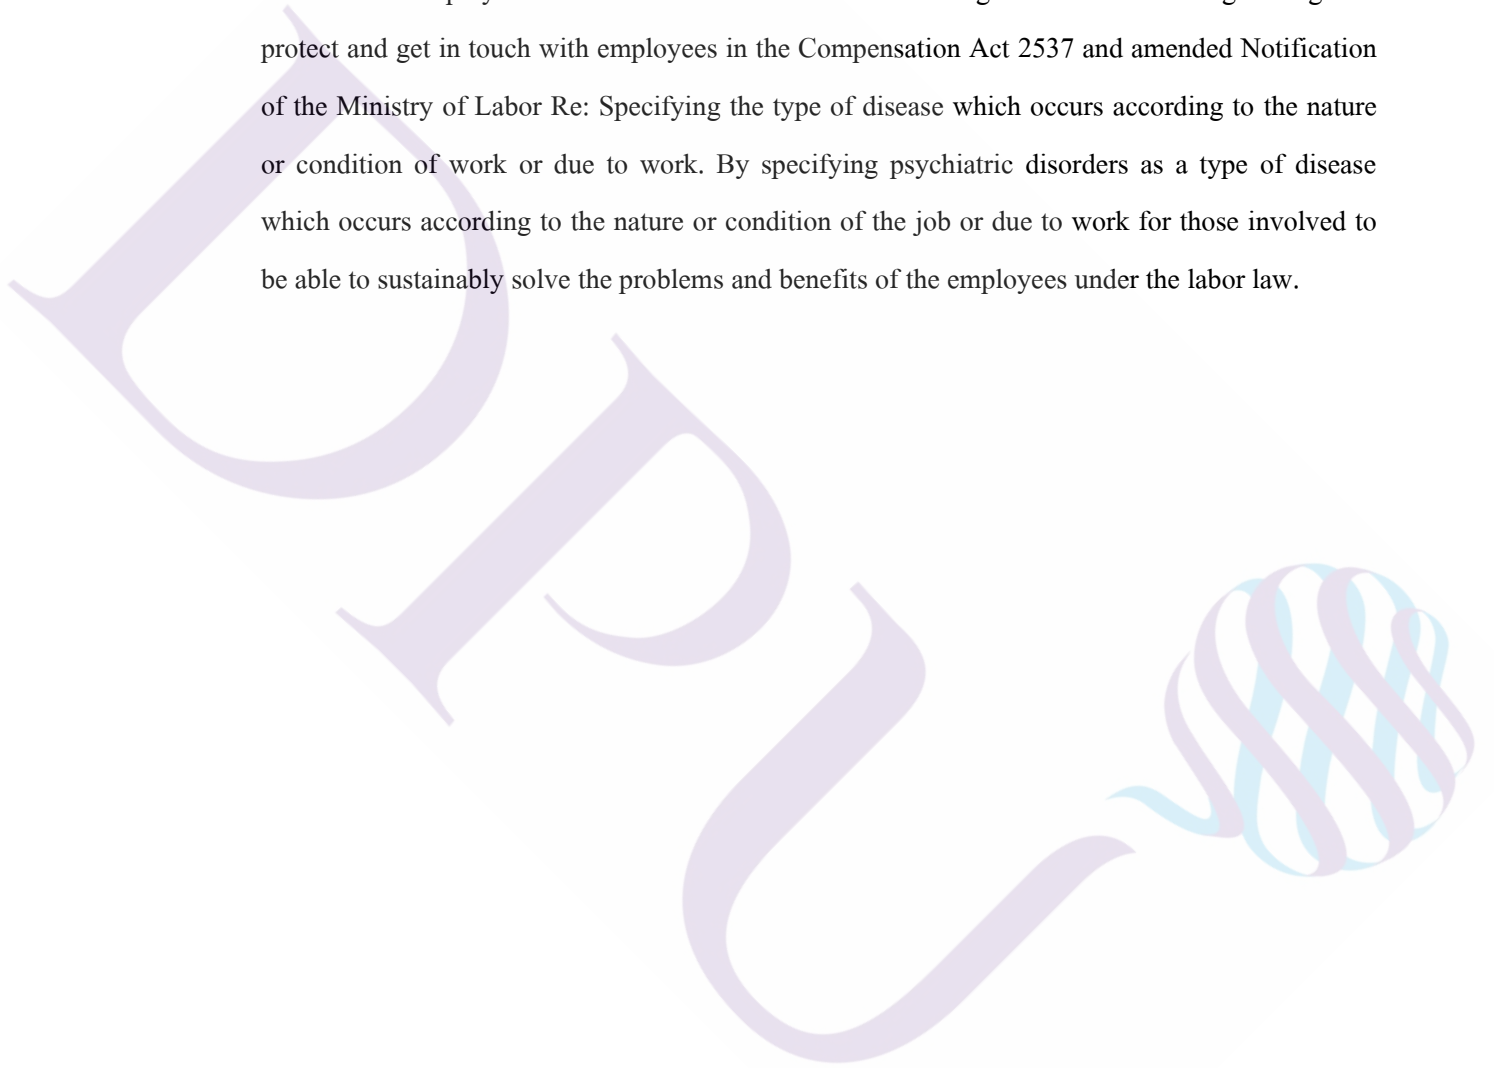 protect and get in touch with employees in the Compensation Act 2537 and amended Notification
of the Ministry of Labor Re: Specifying the type of disease which occurs according to the nature
or condition of work or due to work. By specifying psychiatric disorders as a type of disease
which occurs according to the nature or condition of the job or due to work for those involved to
be able to sustainably solve the problems and benefits of the employees under the labor law.
DPU